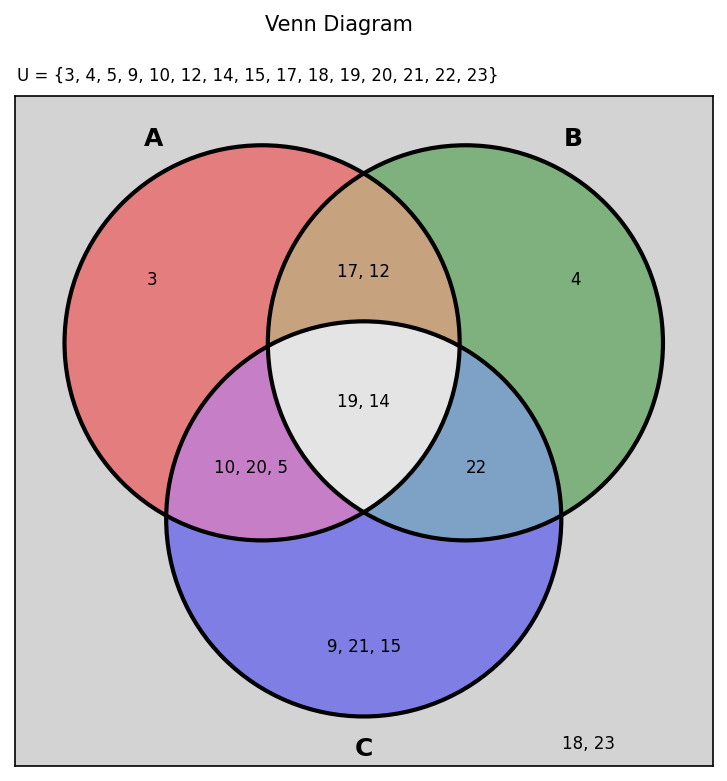 Venn Diagram
U = {3, 4, 5, 9, 10, 12, 14, 15, 17, 18, 19, 20, 21, 22, 23}
A
B
17, 12
3
4
19, 14
10, 20, 5
22
9, 21, 15
18, 23
C